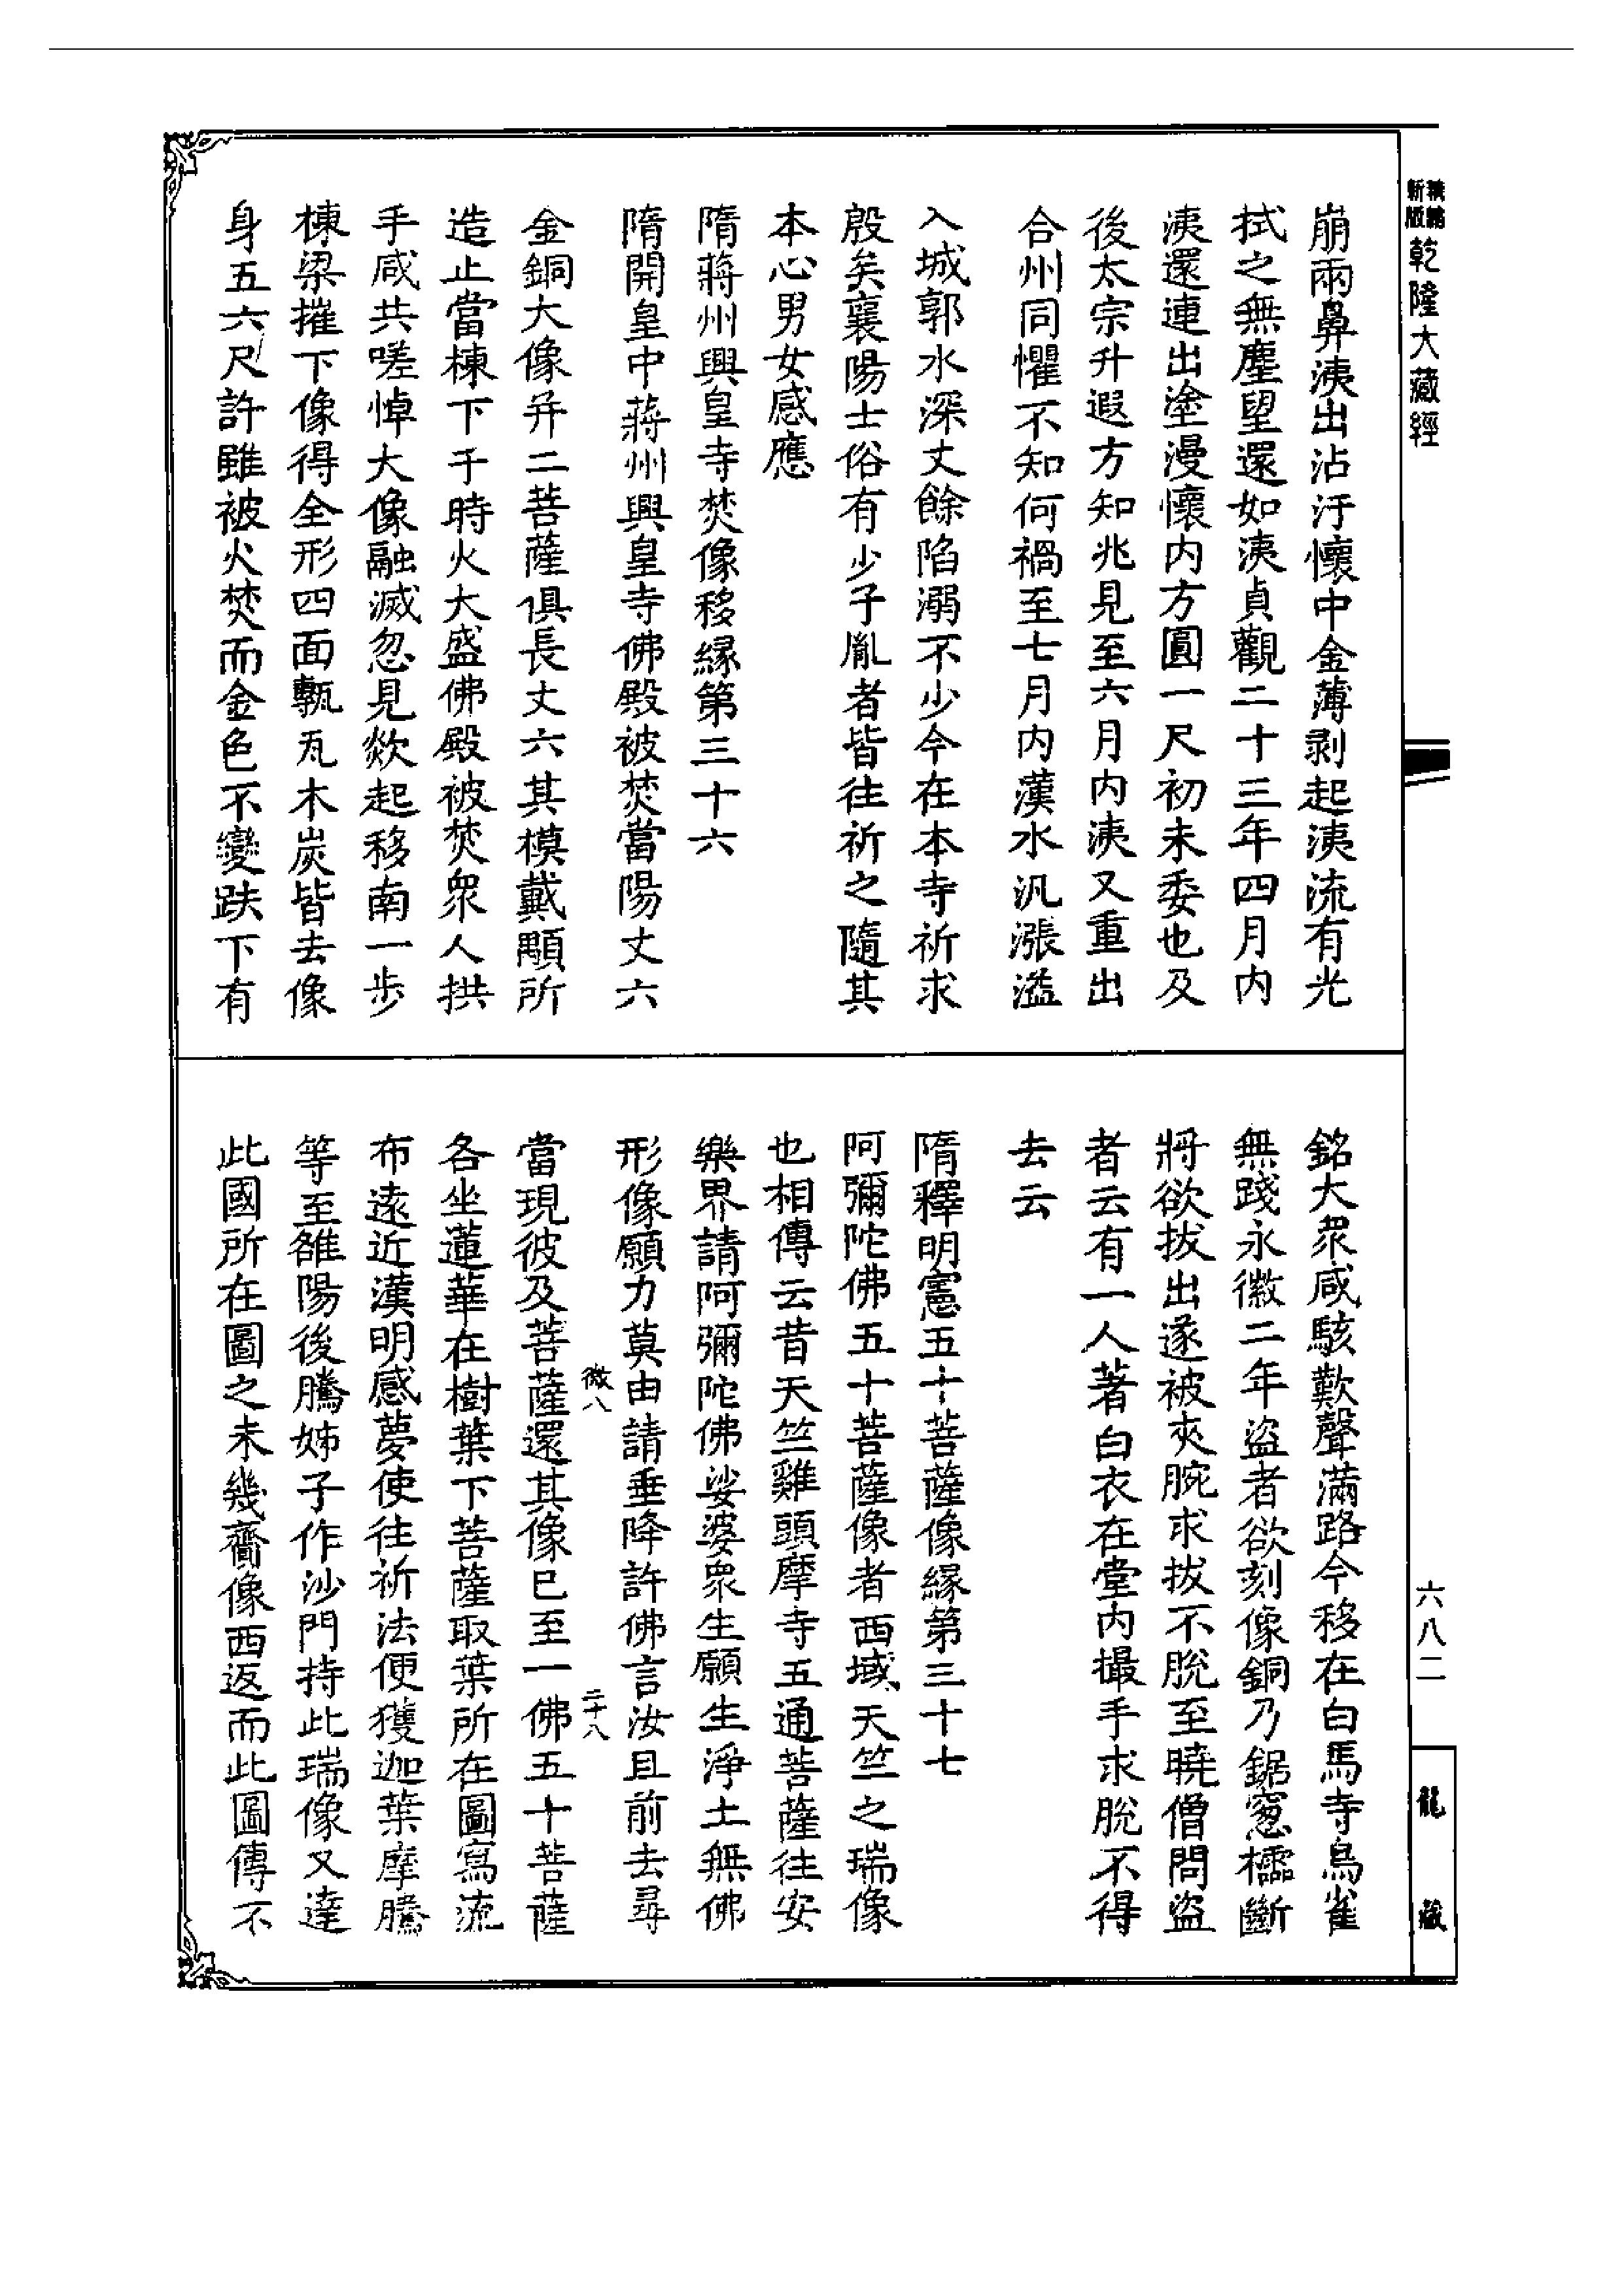 精縮
新版
乾隆大藏經
崩兩鼻洟出沾汙懷中金薄剥起洟流有光
拭之無塵望還如洟貞觀二十三年四月内
洟還連出塗漫懷内方圓一尺初未委也及
後太宗升遐方知兆見至六月内洟又重出
合州同懼不知何禍至七月内漢水汎漲溢
入城郭水深丈餘陷溺不少今在本寺祈求
殷矣襄陽士俗有少子胤者皆往祈之隨其
本心男女感應
隋蔣州興皇寺焚像移緣第三十六
隋開皇中蔣州興皇寺佛殿被焚當陽丈六
金銅大像并二菩薩俱長丈六其模戴顒所
造止當棟下于時火大盛佛殿被焚眾人拱
手咸共嗟悼大像融滅忽見欻起移南一步
棟梁摧下像得全形四面甎瓦木炭皆去像
身五六尺許雖被火焚而金色不變趺下有
銘大眾咸駭歎聲滿路今移在白馬寺鳥雀
無踐永徽二年盜者欲刻像銅乃鋸窻櫺斷
將欲拔出遂被夾腕求拔不脫至曉僧問盜
者云有一人著白衣在堂内撮手求脫不得
去云
隋釋明憲五十菩薩像緣第三十七
阿彌陀佛五十菩薩像者西域天竺之瑞像
也相傳云昔天竺雞頭摩寺五通菩薩往安
樂界請阿彌陀佛娑婆眾生願生淨土無佛
形像願力莫由請垂降許佛言汝且前去尋
微八
二十八
當現彼及菩薩還其像已至一佛五十菩薩
各坐蓮華在樹葉下菩薩取葉所在圖寫流
布遠近漢明感夢使往祈法便獲迦葉摩騰
等至雒陽後騰姊子作沙門持此瑞像又達
此國所在圖之未幾齎像西返而此圖傳不
六八二
龍藏